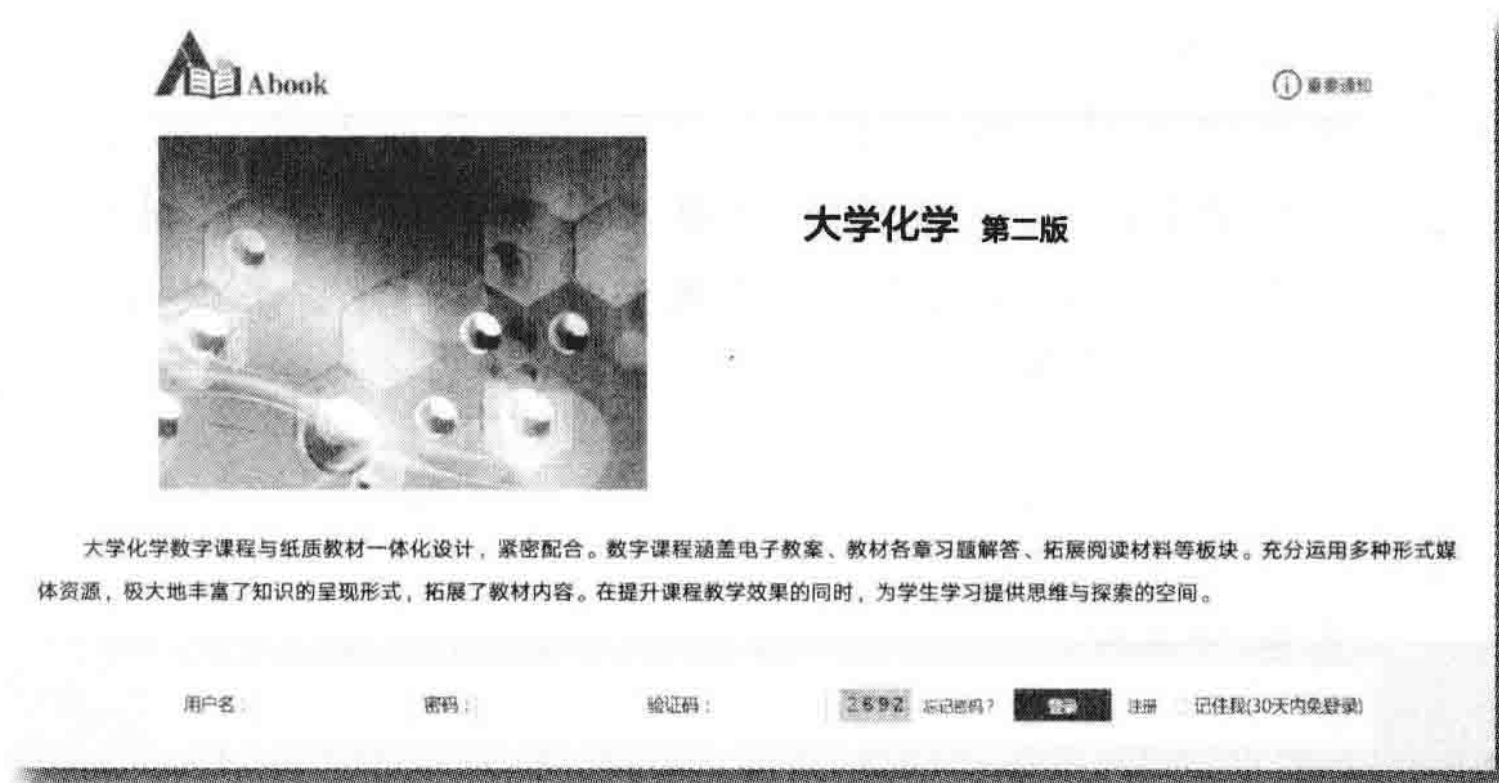 Abook
重要通知
大学化学 第二版
大学化学数字课程与纸质教材一体化设计，紧密配合。数字课程涵盖电子教案、教材各章习题解答、拓展阅读材料等板块。充分运用多种形式媒
体资源，极大地丰富了知识的呈现形式，拓展了教材内容。在提升课程教学效果的同时，为学生学习提供思维与探索的空间。
用户名： 密码： 验证码： 2692 忘记密码？ 登录 注册 记住我(30天内免登录)